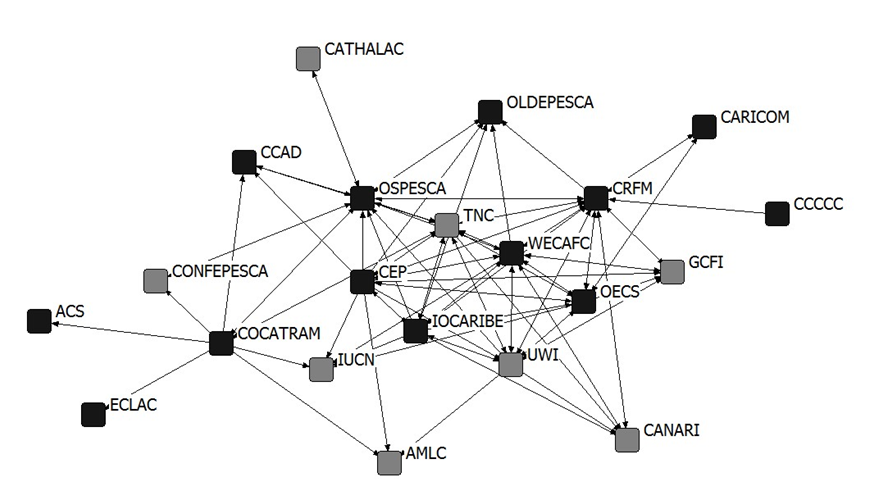 CATHALAC
OLDEPESCA
CARICOM
CCAD
OSPESCA
CRFM
CCCCC
TNC
WECAFC
GCFI
CONFEPESCA
CEP
OECS
ACS
COCATRAM
IOCARIBE
IUCN
UWI
ECLAC
CANARI
AMLC